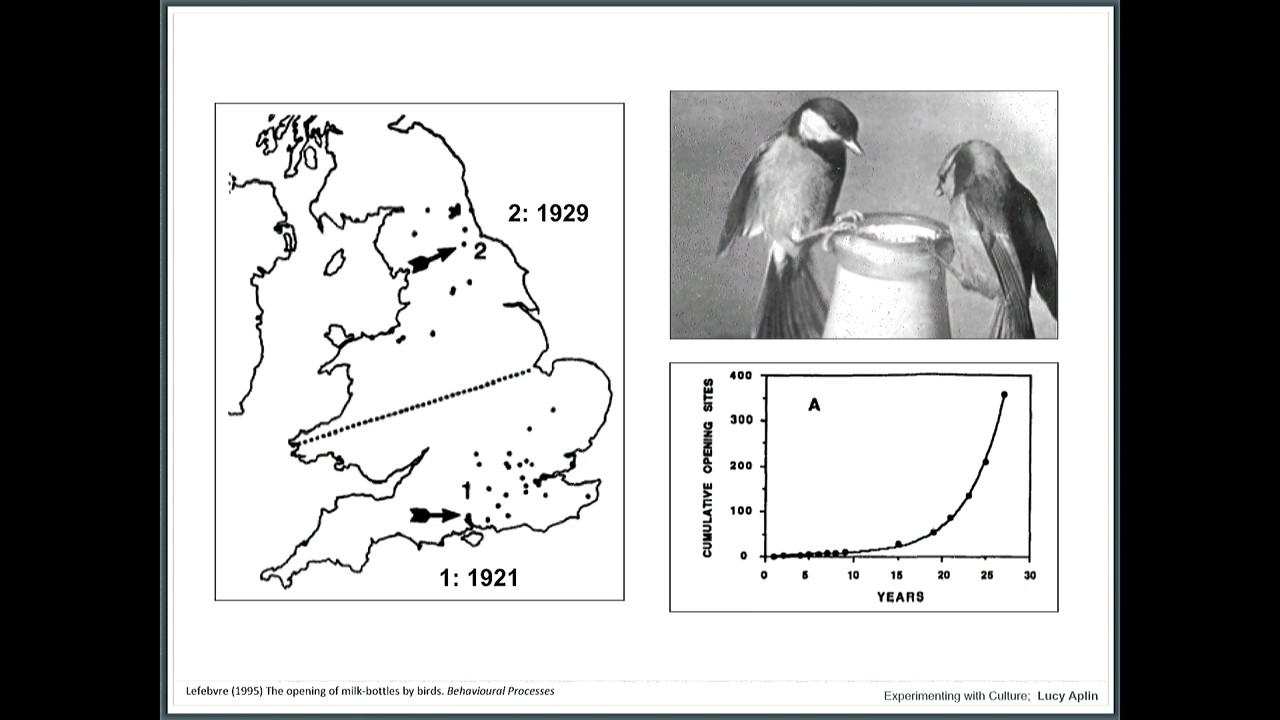 2: 1929
2
1
1: 1921
400
300
200
100
0
CUMULATIVE OPENING SITES
A
0 5 10 15 20 25 30
YEARS
Lefebvre (1995) The opening of milk-bottles by birds. Behavioural Processes
Experimenting with Culture; Lucy Aplin